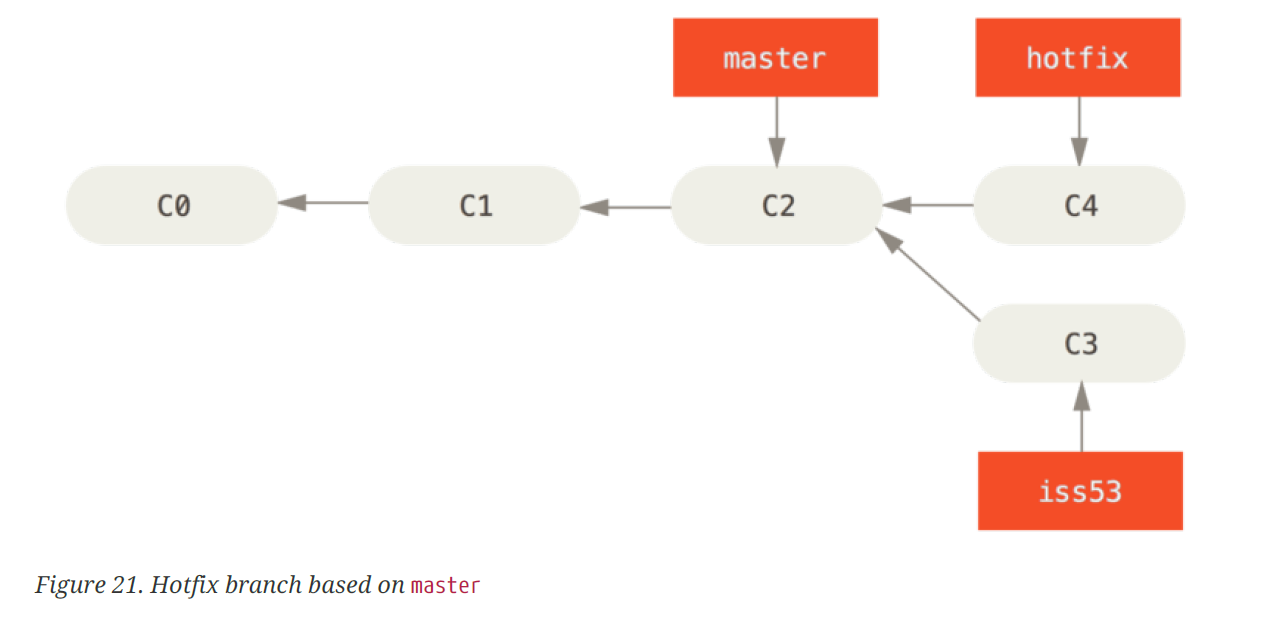 master hotfix
C0 C1 C2 C4
C3
iss53
Figure 21. Hotfix branch based on master